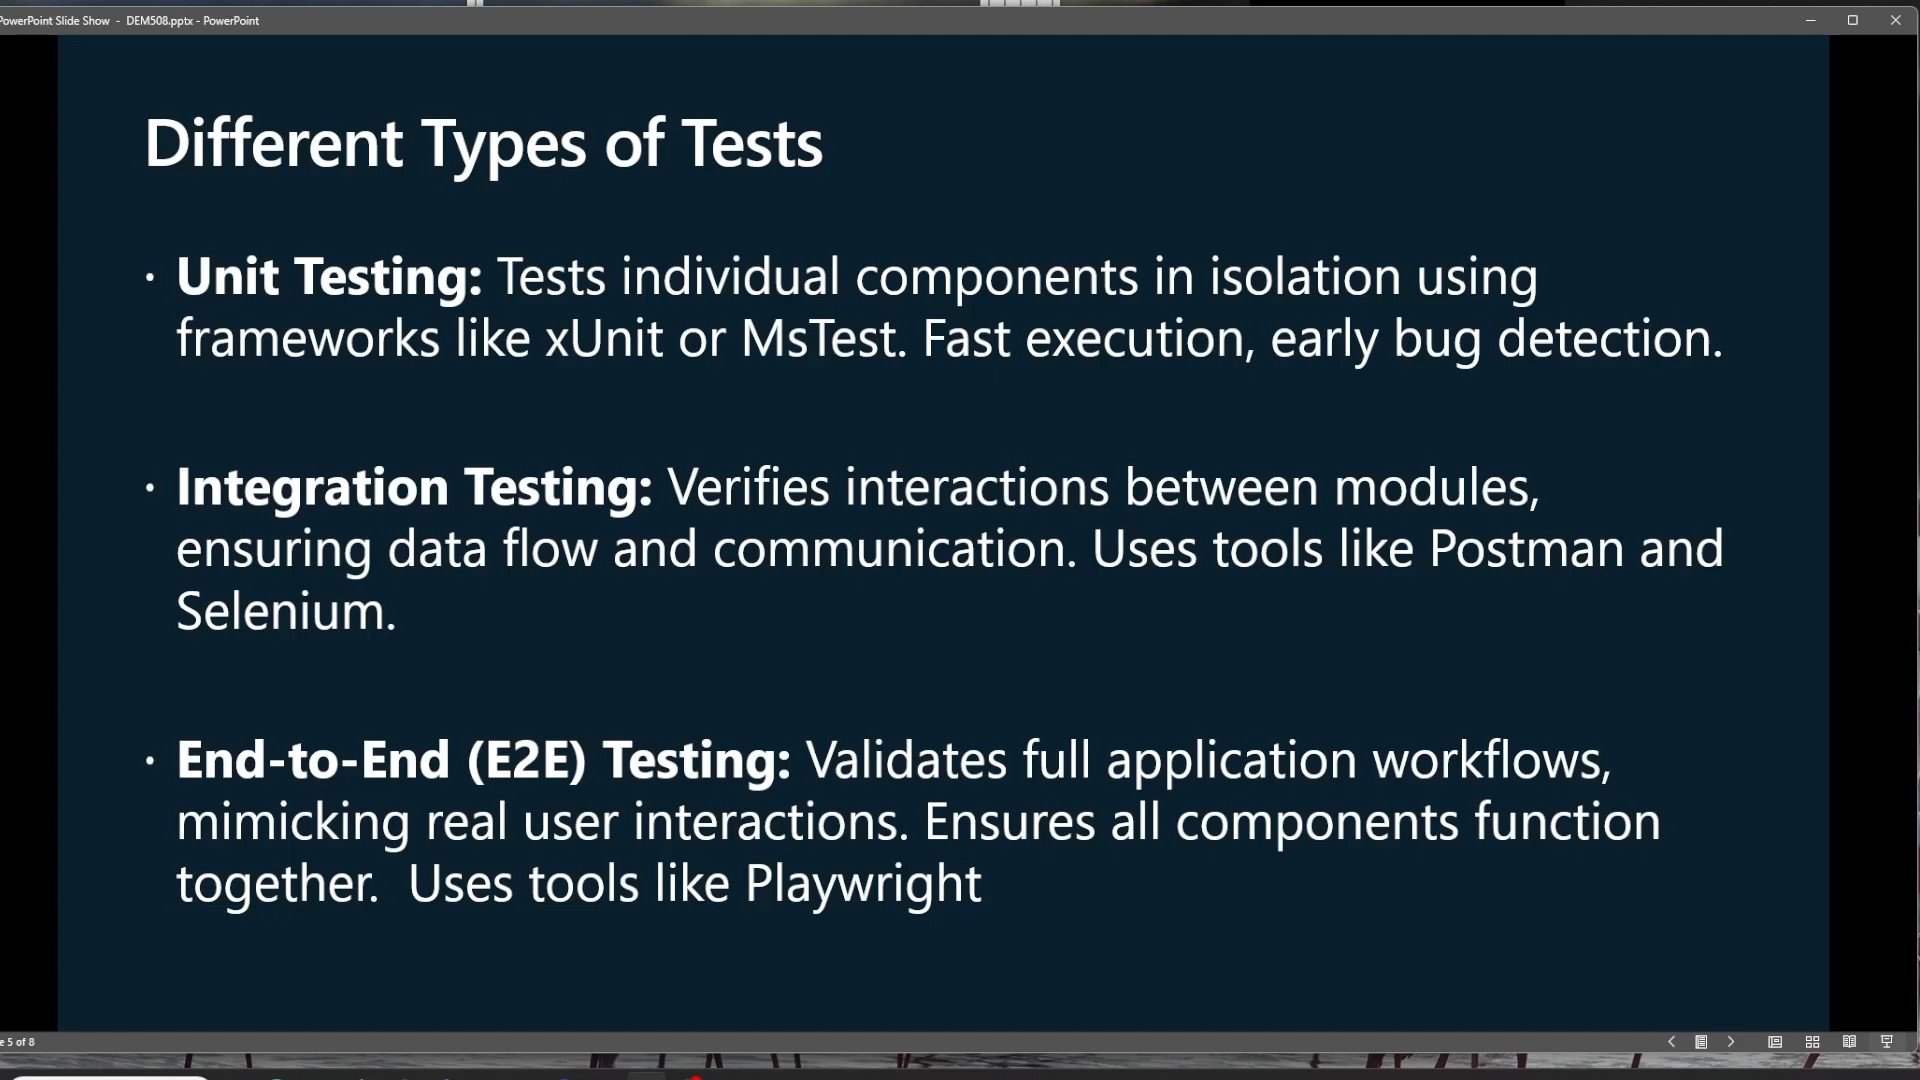 PowerPoint Slide Show - DEM508.pptx - PowerPoint
Different Types of Tests
• Unit Testing: Tests individual components in isolation using
frameworks like xUnit or MsTest. Fast execution, early bug detection.
• Integration Testing: Verifies interactions between modules,
ensuring data flow and communication. Uses tools like Postman and
Selenium.
• End-to-End (E2E) Testing: Validates full application workflows,
mimicking real user interactions. Ensures all components function
together.  Uses tools like Playwright
e 5 of 8